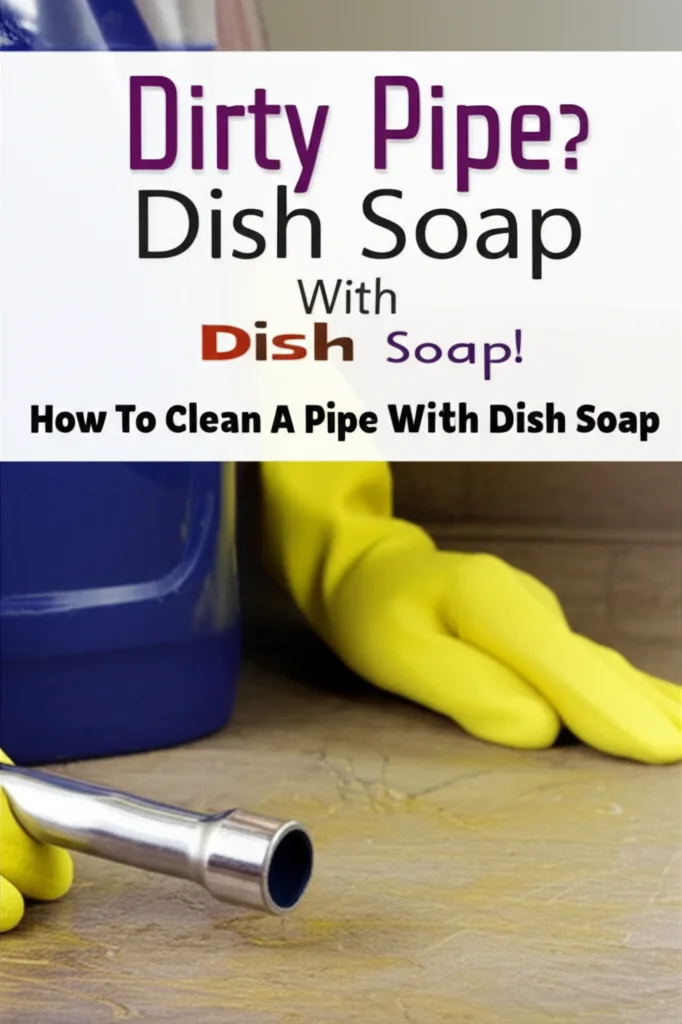 Dirty Pipe?
Dish Soap
With
Dish Soap!
How To Clean A Pipe With Dish Soap